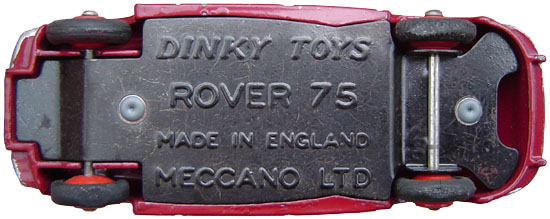 DINKY TOYS
ROVER 75
MADE IN ENGLAND
MECCANO LTD